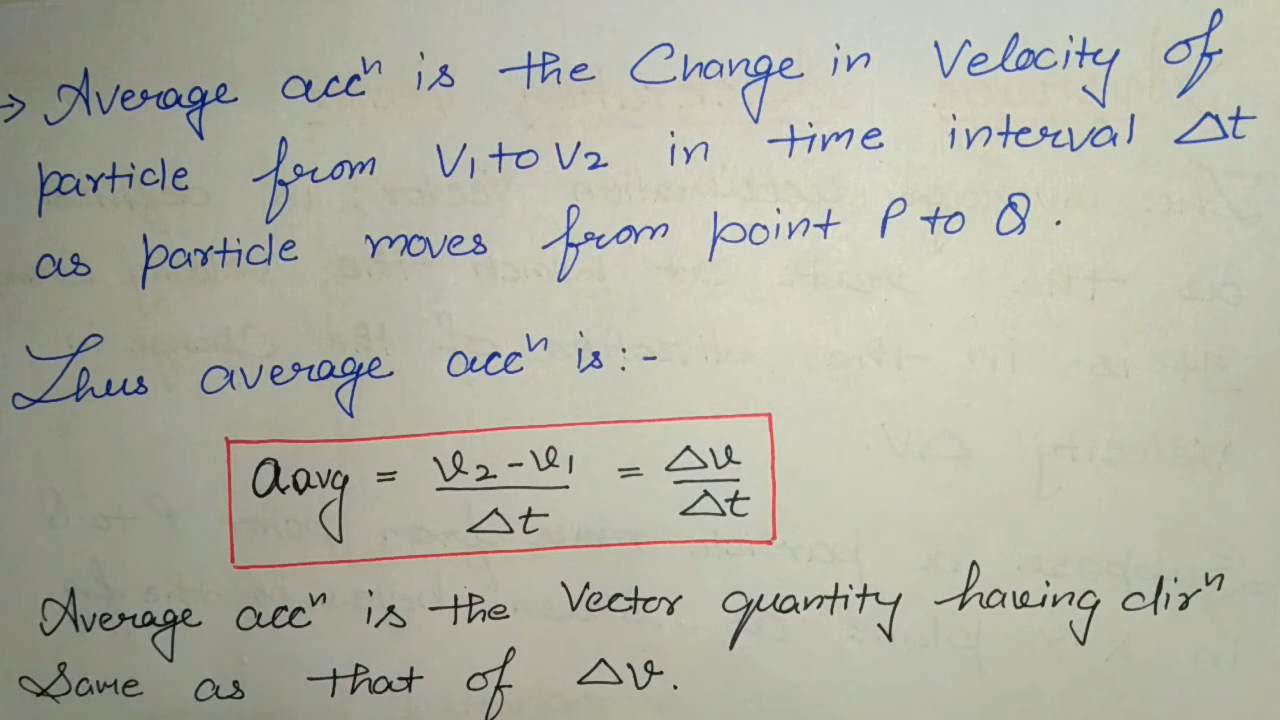 → Average accⁿ is the Change in Velocity of
particle from V₁ to V₂ in time interval Δt
as particle moves from point P to Q.
Thus average accⁿ is:-
aavg = v₂-v₁/Δt = Δv/Δt
Average accⁿ is the Vector quantity having dirⁿ
Same as that of Δv.